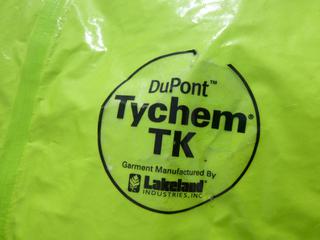 DuPont™
Tychem®
TK
Garment Manufactured By
Lakeland
INDUSTRIES, INC